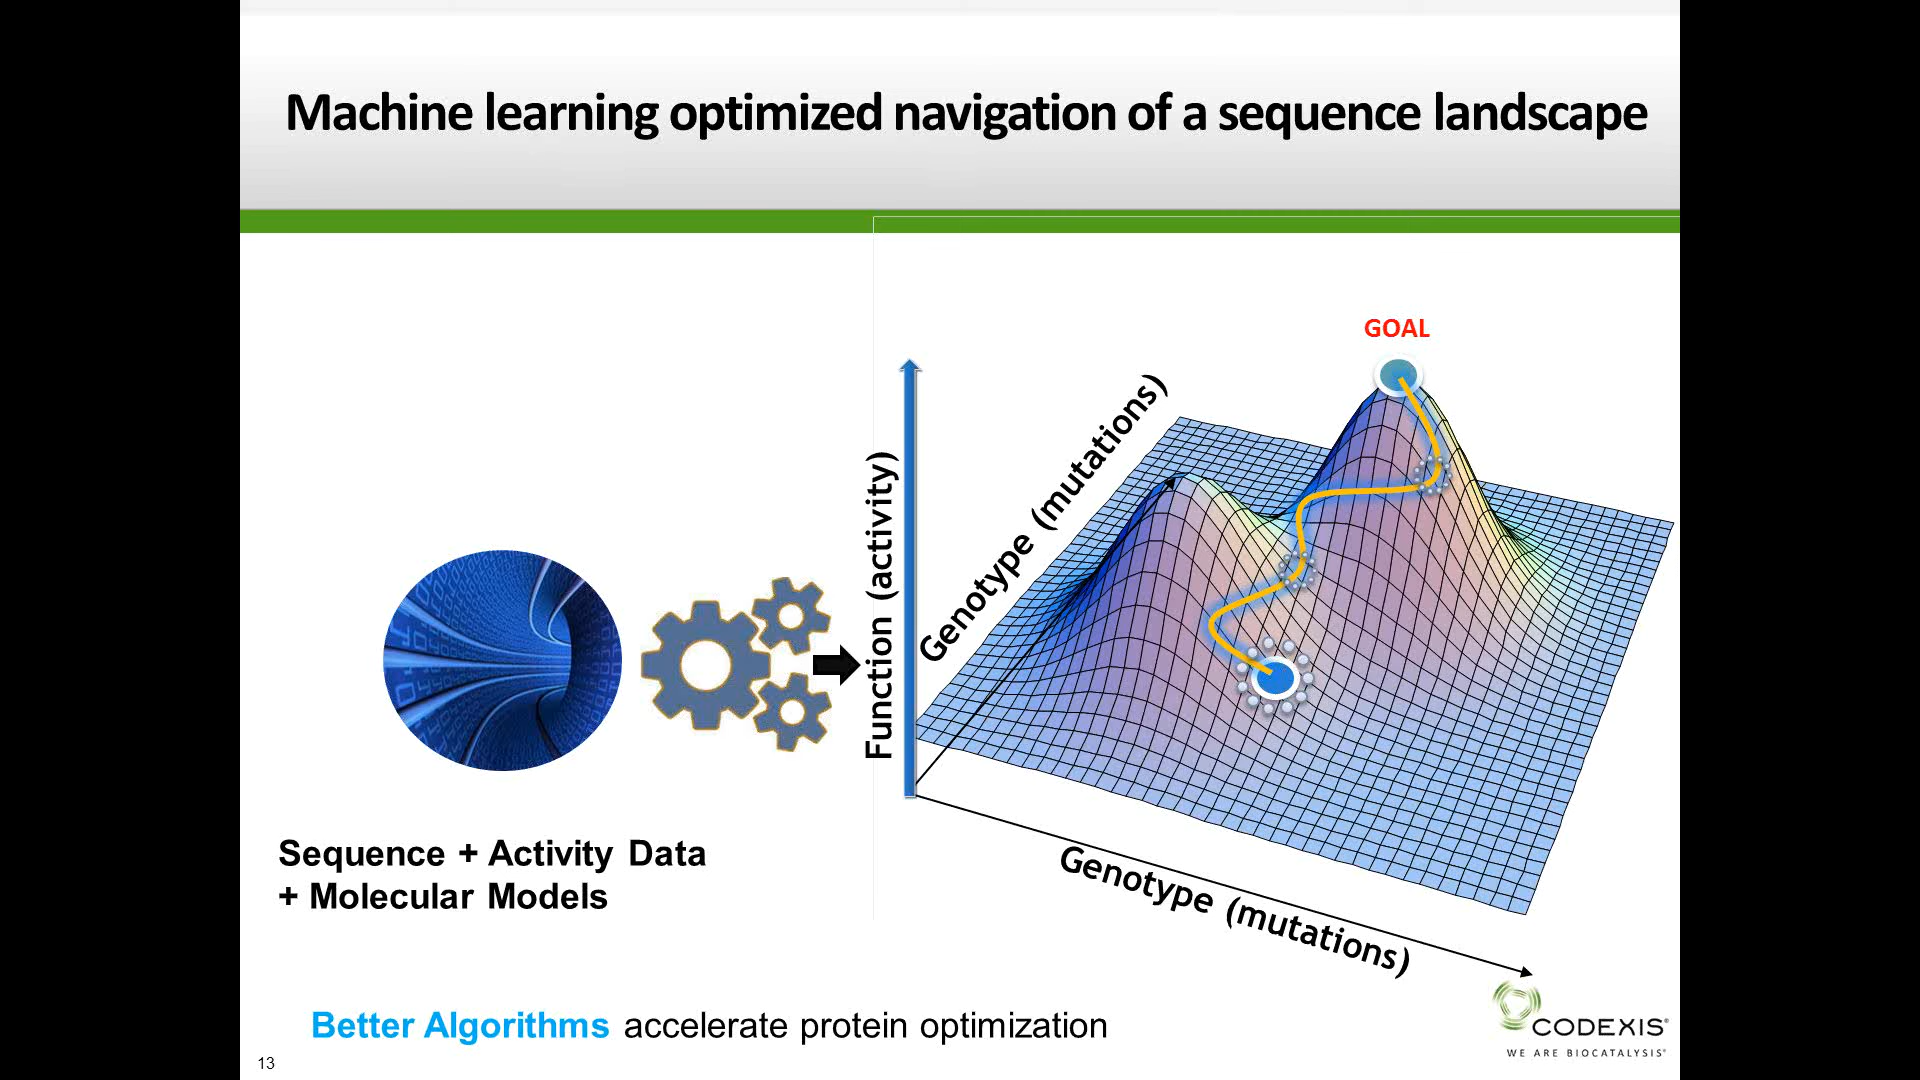 Machine learning optimized navigation of a sequence landscape
GOAL
Function (activity)
Genotype (mutations)
Genotype (mutations)
Sequence + Activity Data
+ Molecular Models
Better Algorithms accelerate protein optimization
CODEXIS®
WE ARE BIOCATALYSIS®
13